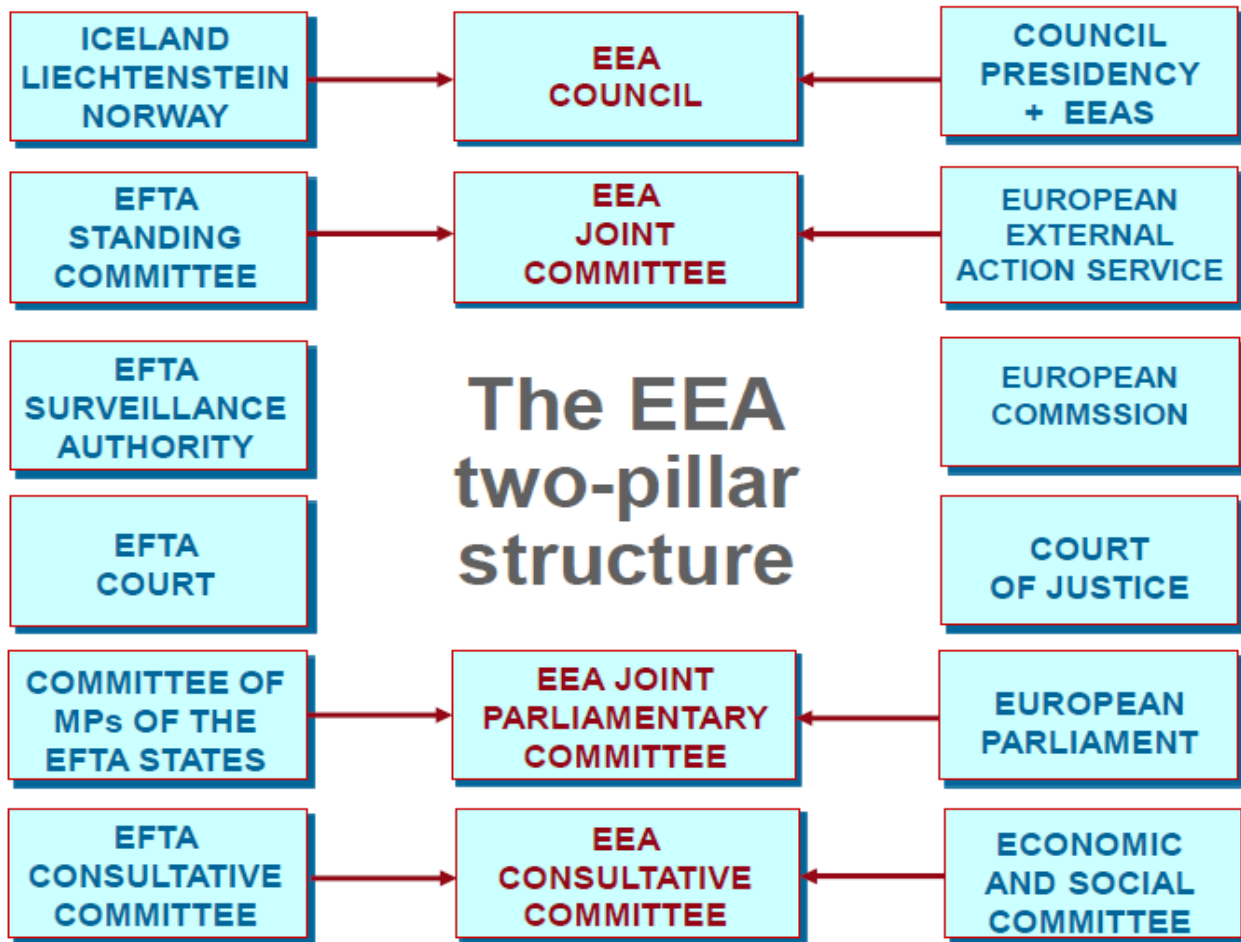 ICELAND
LIECHTENSTEIN
NORWAY
EEA
COUNCIL
COUNCIL
PRESIDENCY
+ EEAS
EFTA
STANDING
COMMITTEE
EEA
JOINT
COMMITTEE
EUROPEAN
EXTERNAL
ACTION SERVICE
EFTA
SURVEILLANCE
AUTHORITY
The EEA
two-pillar
structure
EUROPEAN
COMMSSION
EFTA
COURT
COURT
OF JUSTICE
COMMITTEE OF
MPs OF THE
EFTA STATES
EEA JOINT
PARLIAMENTARY
COMMITTEE
EUROPEAN
PARLIAMENT
EFTA
CONSULTATIVE
COMMITTEE
EEA
CONSULTATIVE
COMMITTEE
ECONOMIC
AND SOCIAL
COMMITTEE